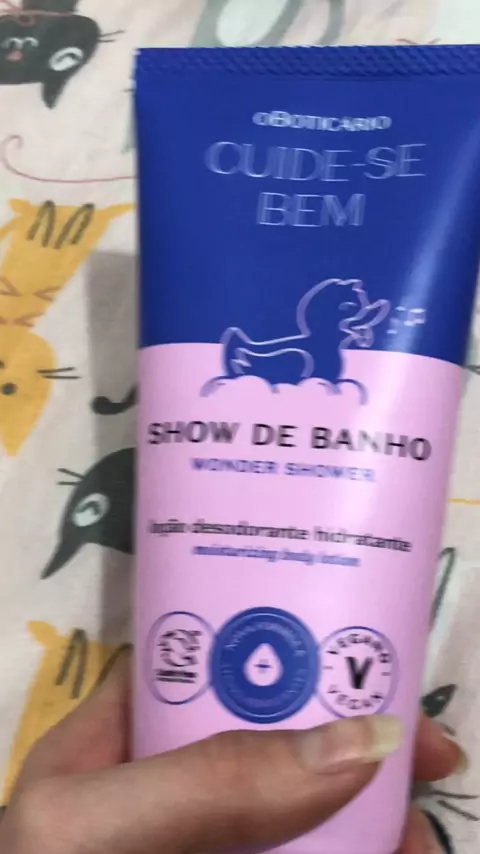 oBOTICÁRIO
CUIDE-SE
BEM
SHOW DE BANHO
WONDER SHOWER
loção desodorante hidratante
moisturizing body lotion
VEGANO
V
VEGAN